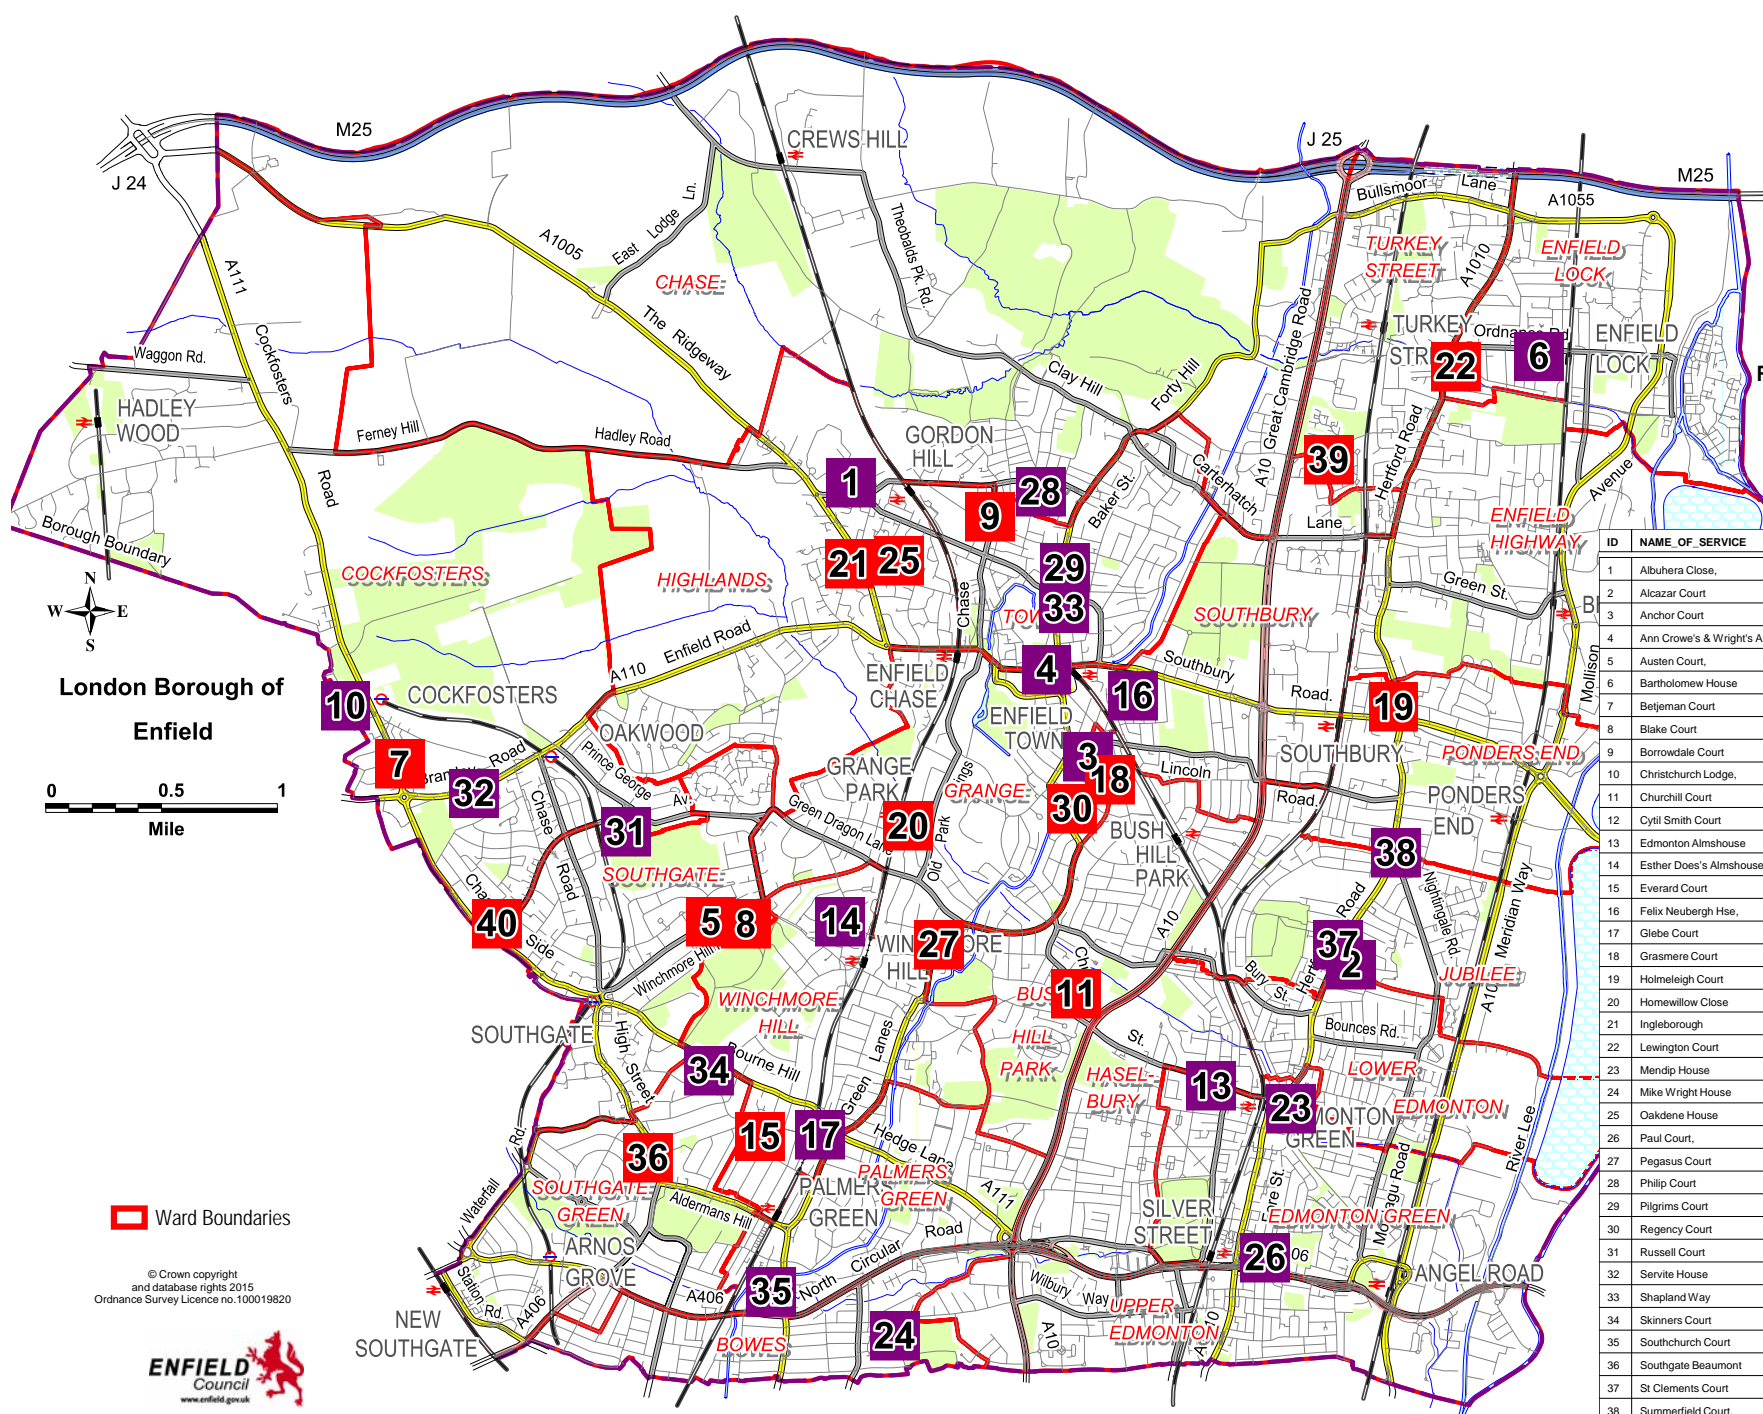 M25
J 24
CREWS HILL
J 25
M25
Bullsmoor
Lane
A1055
A111
A1005
East Lodge Ln.
Theobalds Pk. Rd.
CHASE
TURKEY
STREET
A1010
ENFIELD
LOCK
The Ridgeway
Cockfosters
Road
Waggon Rd.
Clay Hill
Forty Hill
A10 Great Cambridge Road
TURKEY
Ordnance Rd.
ENFIELD
LOCK
22
6
HADLEY
WOOD
Ferney Hill
Hadley Road
GORDON
HILL
Hertford Road
39
1
28
9
Baker St.
Carterhatch
Lane
Avenue
Borough Boundary
ENFIELD
HIGHWAY
N
W E
S
COCKFOSTERS
HIGHLANDS
21
25
29
33
Chase
SOUTHBURY
Green St.
Enfield Road
A110
ENFIELD
CHASE
4
16
Southbury
Road.
Mollison
London Borough of
Enfield
10
COCKFOSTERS
OAKWOOD
ENFIELD
TOWN
19
SOUTHBURY
PONDERS END
0 0.5 1
Mile
7
32
Road
Prince George
Av.
GRANGE
PARK
GRANGE
3
18
30
Lincoln
Road.
PONDERS
END
31
Chase
Road
Green Dragon Lane
20
Old
Park
BUSH
HILL
PARK
38
SOUTHGATE
40
Side
5
8
14
27
WINCHMORE
HILL
Winchmore Hill
A10
Road
Nightingale Rd.
Meridian Way
37
2
JUBILEE
11
Bury St.
HILL
PARK
WINCHMORE
HILL
SOUTHGATE
High Street
34
Bourne Hill
Green
Lanes
St.
HASEL-
BURY
13
Bounces Rd.
LOWER
EDMONTON
23
GREEN
15
17
Hedge Lane
36
PALMERS
GREEN
PALMERS
GREEN
A111
SOUTHGATE
GREEN
Aldermans Hill
Waterfall
Rd.
River Lee
Montagu Road
SILVER
STREET
EDMONTON GREEN
Ward Boundaries
ARNOS
GROVE
North Circular Road
26
ANGEL ROAD
© Crown copyright
and database rights 2015
Ordnance Survey Licence no.100019820
Station Rd.
A406
A406
35
24
Wilbury Way
UPPER
EDMONTON
A10
NEW
SOUTHGATE
BOWES
ENFIELD
Council
www.enfield.gov.uk
ID NAME_OF_SERVICE
1 Albuhera Close,
2 Alcazar Court
3 Anchor Court
4 Ann Crowe's & Wright's A
5 Austen Court,
6 Bartholomew House
7 Betjeman Court
8 Blake Court
9 Borrowdale Court
10 Christchurch Lodge,
11 Churchill Court
12 Cytil Smith Court
13 Edmonton Almshouse
14 Esther Does's Almshouse
15 Everard Court
16 Felix Neubergh Hse,
17 Glebe Court
18 Grasmere Court
19 Holmeleigh Court
20 Homewillow Close
21 Ingleborough
22 Lewington Court
23 Mendip House
24 Mike Wright House
25 Oakdene House
26 Paul Court,
27 Pegasus Court
28 Philip Court
29 Pilgrims Court
30 Regency Court
31 Russell Court
32 Servite House
33 Shapland Way
34 Skinners Court
35 Southchurch Court
36 Southgate Beaumont
37 St Clements Court
38 Summerfield Court,